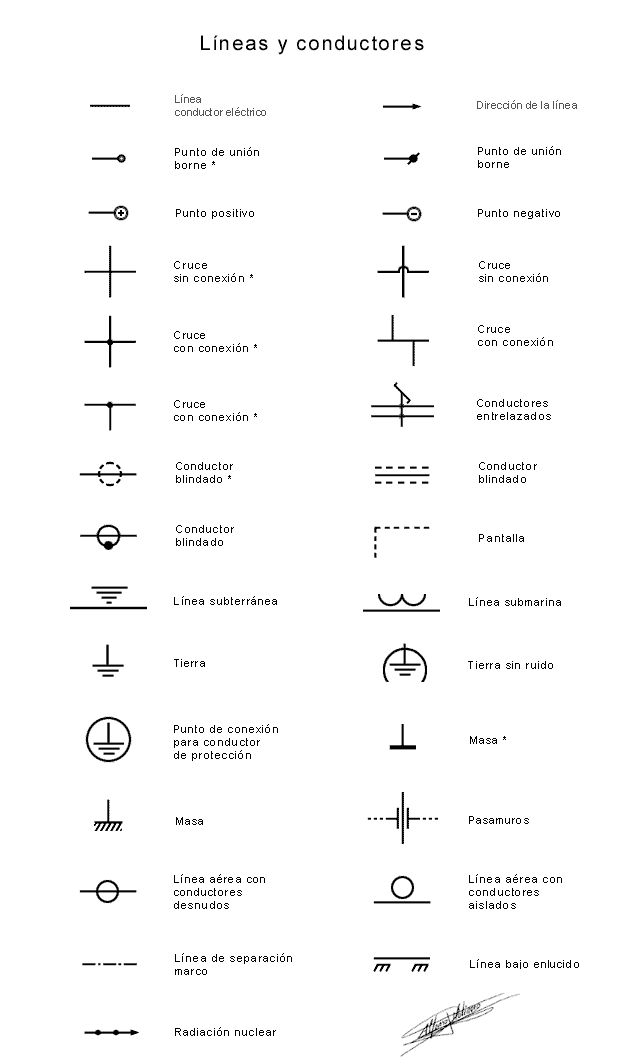 Líneas y conductores
Línea
conductor eléctrico
Dirección de la línea
Punto de unión
borne *
Punto de unión
borne
Punto positivo
Punto negativo
Cruce
sin conexión *
Cruce
sin conexión
Cruce
con conexión *
Cruce
con conexión
Cruce
con conexión *
Conductores
entrelazados
Conductor
blindado *
Conductor
blindado
Conductor
blindado
Pantalla
Línea subterránea
Línea submarina
Tierra
Tierra sin ruido
Punto de conexión
para conductor
de protección
Masa *
Masa
Pasamuros
Línea aérea con
conductores
desnudos
Línea aérea con
conductores
aislados
Línea de separación
marco
Línea bajo enlucido
Radiación nuclear